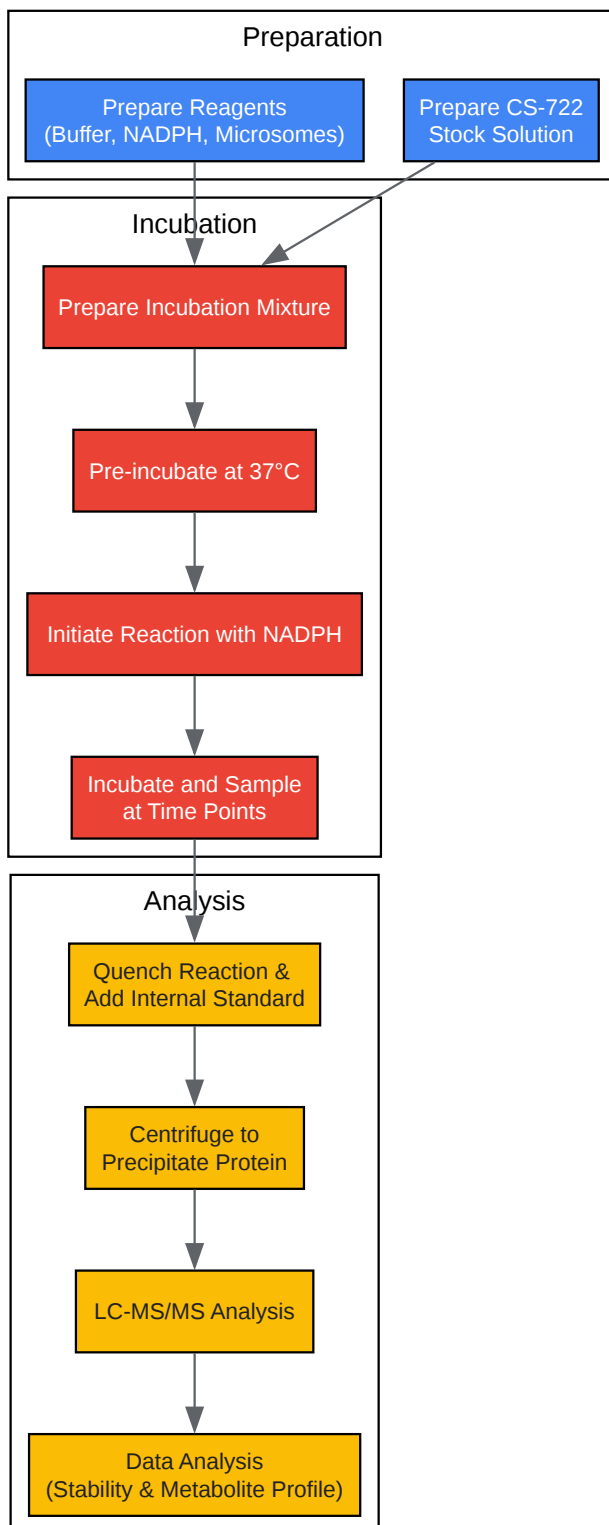 Preparation
Prepare Reagents
(Buffer, NADPH, Microsomes)
Prepare CS-722
Stock Solution
Incubation
Prepare Incubation Mixture
Pre-incubate at 37°C
Initiate Reaction with NADPH
Incubate and Sample
at Time Points
Analysis
Quench Reaction &
Add Internal Standard
Centrifuge to
Precipitate Protein
LC-MS/MS Analysis
Data Analysis
(Stability & Metabolite Profile)